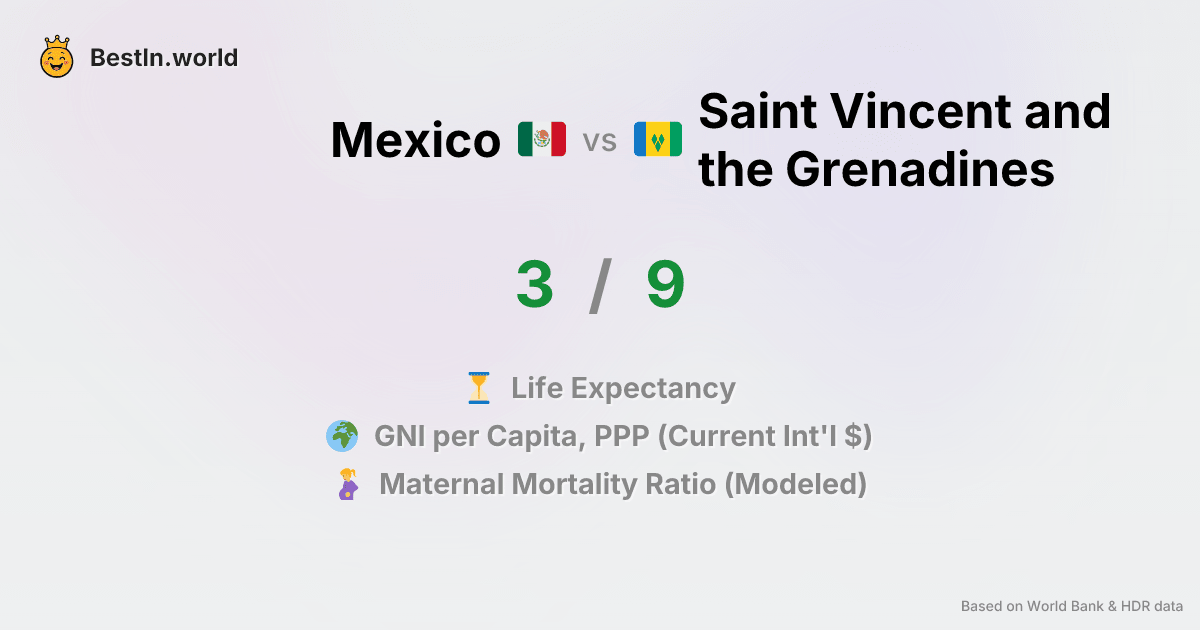 BestIn.world
Mexico vs Saint Vincent and
the Grenadines
3 / 9
Life Expectancy
GNI per Capita, PPP (Current Int'l $)
Maternal Mortality Ratio (Modeled)
Based on World Bank & HDR data